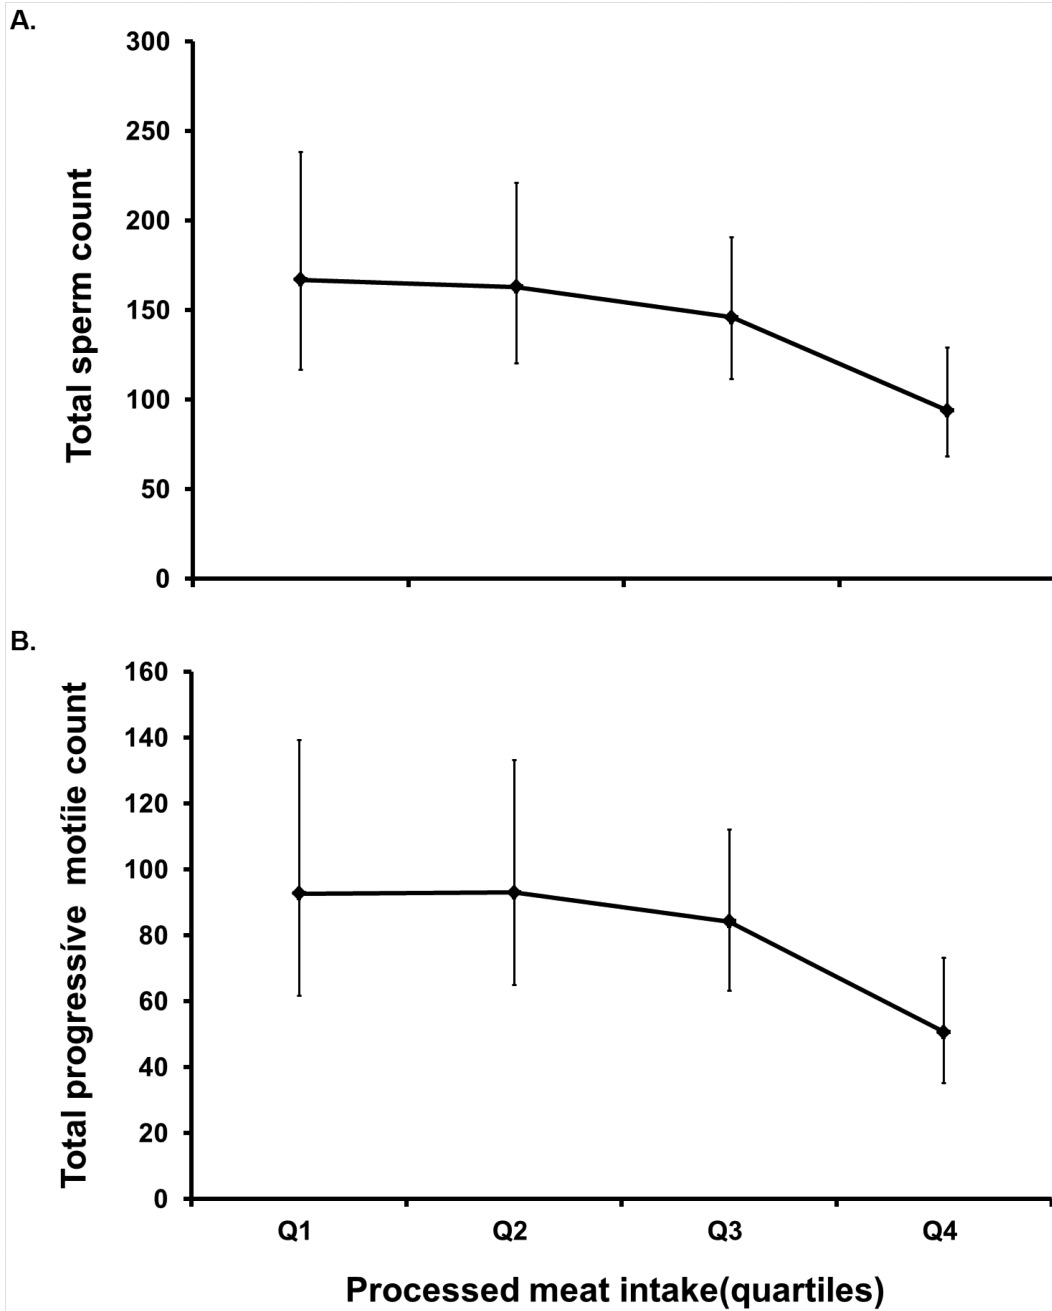 A.
300
250
200
150
100
50
0
Total sperm count
B.
160
140
120
100
80
60
40
20
0
Total progressíve motíie count
Q1 Q2 Q3 Q4
Processed meat intake(quartiles)